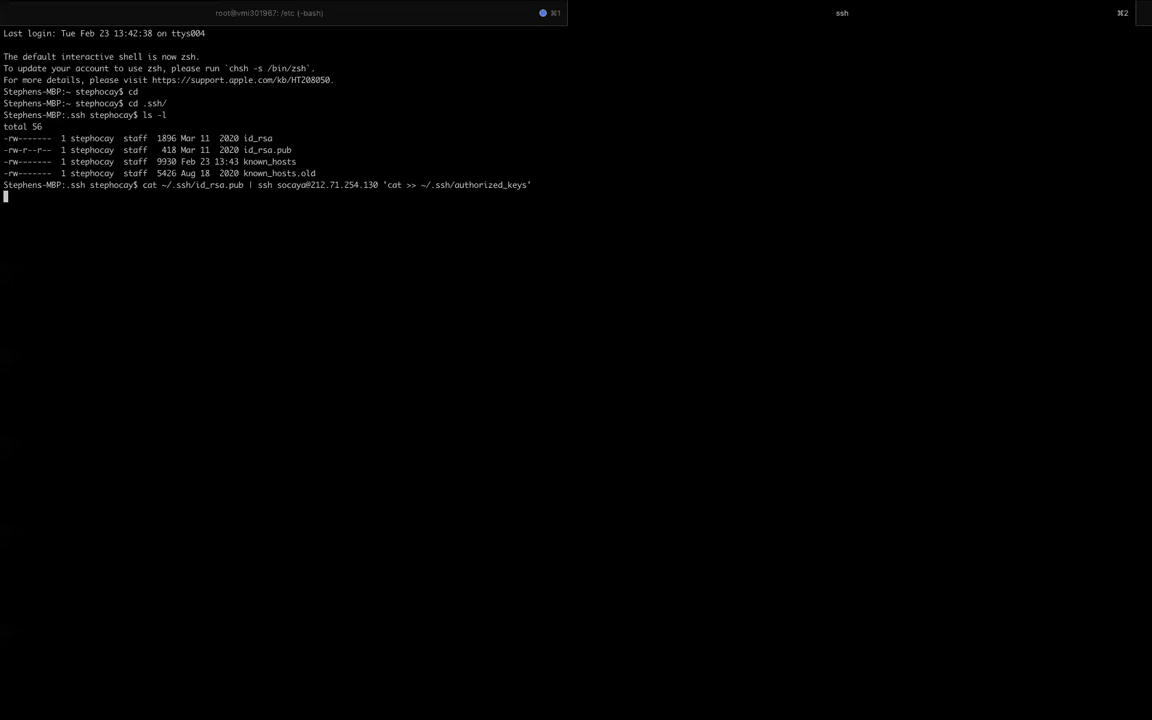 root@vmi301967: /etc (-bash)
⌘1
ssh
⌘2
Last login: Tue Feb 23 13:42:38 on ttys004
The default interactive shell is now zsh.
To update your account to use zsh, please run `chsh -s /bin/zsh`.
For more details, please visit https://support.apple.com/kb/HT208050.
Stephens-MBP:~ stephocay$ cd
Stephens-MBP:~ stephocay$ cd .ssh/
Stephens-MBP:.ssh stephocay$ ls -l
total 56
-rw-------  1 stephocay  staff  1896 Mar 11  2020 id_rsa
-rw-r--r--  1 stephocay  staff   418 Mar 11  2020 id_rsa.pub
-rw-------  1 stephocay  staff  9930 Feb 23 13:43 known_hosts
-rw-------  1 stephocay  staff  5426 Aug 18  2020 known_hosts.old
Stephens-MBP:.ssh stephocay$ cat ~/.ssh/id_rsa.pub | ssh socaya@212.71.254.130 'cat >> ~/.ssh/authorized_keys'